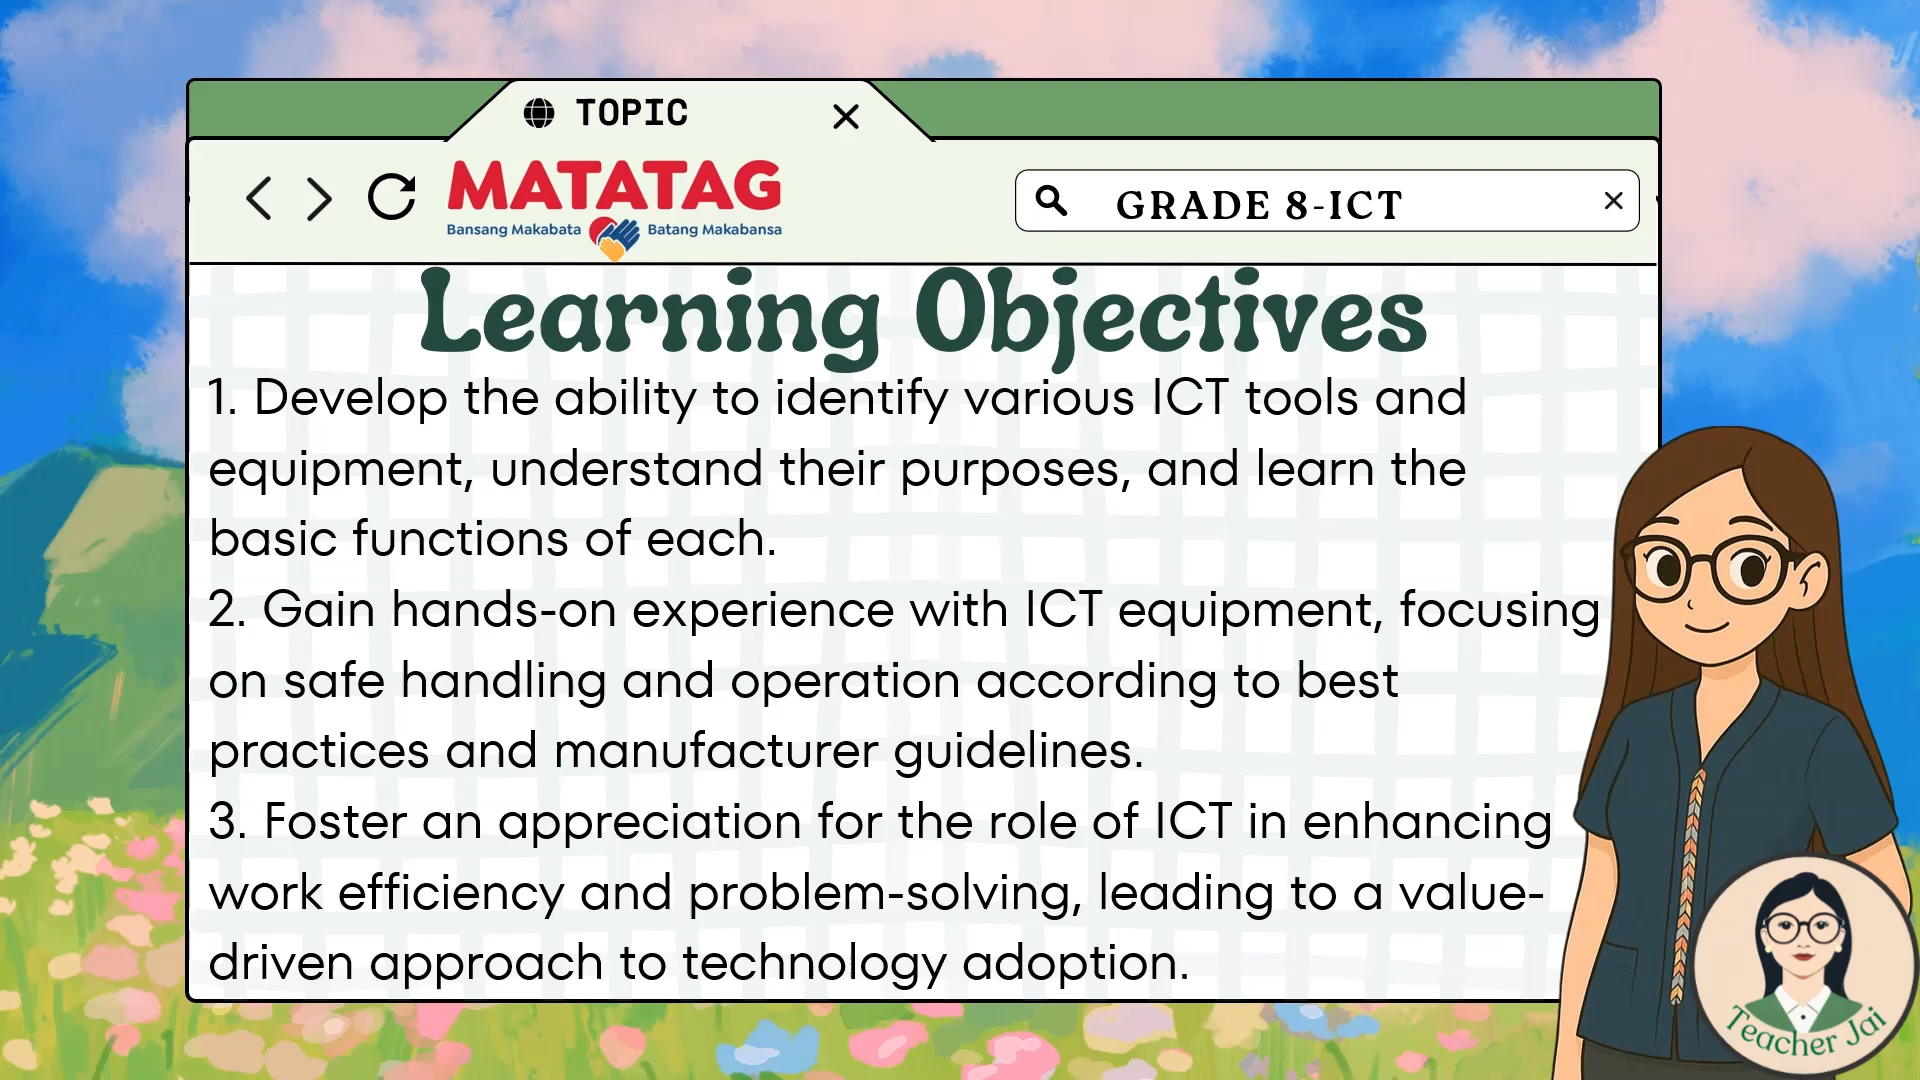 TOPIC
MATATAG
Bansang Makabata Batang Makabansa
GRADE 8-ICT
Learning Objectives
1. Develop the ability to identify various ICT tools and
equipment, understand their purposes, and learn the
basic functions of each.
2. Gain hands-on experience with ICT equipment, focusing
on safe handling and operation according to best
practices and manufacturer guidelines.
3. Foster an appreciation for the role of ICT in enhancing
work efficiency and problem-solving, leading to a value-
driven approach to technology adoption.
Teacher Jai